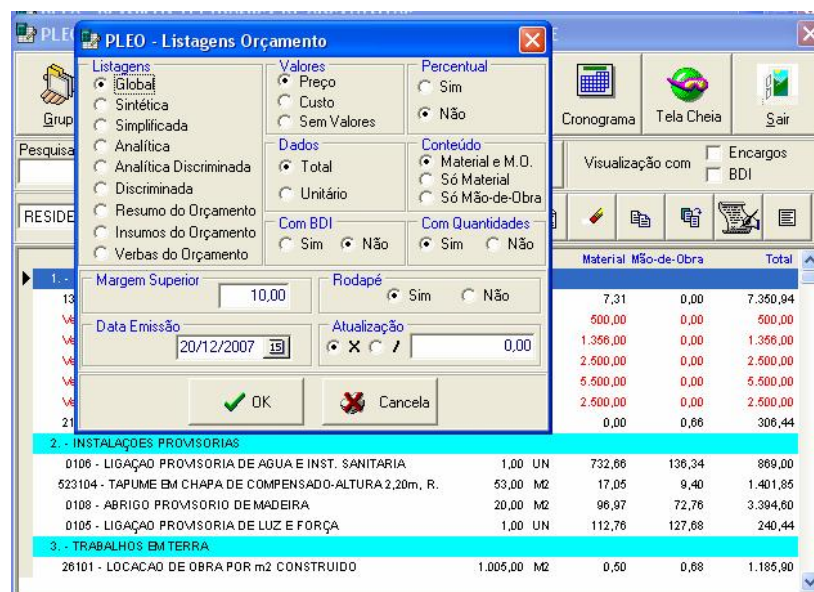 PLEO - Listagens Orçamento
Listagens
Global
Sintética
Simplificada
Analítica
Analítica Discriminada
Discriminada
Resumo do Orçamento
Insumos do Orçamento
Verbas do Orçamento
Valores
Preço
Custo
Sem Valores
Percentual
Sim
Não
Dados
Total
Unitário
Conteúdo
Material e M.O.
Só Material
Só Mão-de-Obra
Com BDI
Sim Não
Com Quantidades
Sim Não
Margem Superior
10,00
Rodapé
Sim Não
Data Emissão
20/12/2007 15
Atualização
X / 0,00
OK Cancela
PLE
E
Grup
Cronograma Tela Cheia Sair
Pesquisa
Visualização com Encargos
BDI
RESIDE
Material Mão-de-Obra Total
1. -
13 7,31 0,00 7.350,94
Ve 500,00 0,00 500,00
Ve 1.356,00 0,00 1.356,00
Ve 2.500,00 0,00 2.500,00
Ve 5.500,00 0,00 5.500,00
Ve 2.500,00 0,00 2.500,00
21 0,00 0,66 306,44
2. - INSTALAÇOES PROVISORIAS
0106 - LIGAÇAO PROVISORIA DE AGUA E INST. SANITARIA 1,00 UN 732,66 136,34 869,00
523104 - TAPUME EM CHAPA DE COMPENSADO-ALTURA 2,20m, R. 53,00 M2 17,05 9,40 1.401,85
0108 - ABRIGO PROVISORIO DE MADEIRA 20,00 M2 96,97 72,76 3.394,60
0105 - LIGAÇAO PROVISORIA DE LUZ E FORÇA 1,00 UN 112,76 127,68 240,44
3. - TRABALHOS EM TERRA
26101 - LOCACAO DE OBRA POR m2 CONSTRUIDO 1.005,00 M2 0,50 0,68 1.185,90